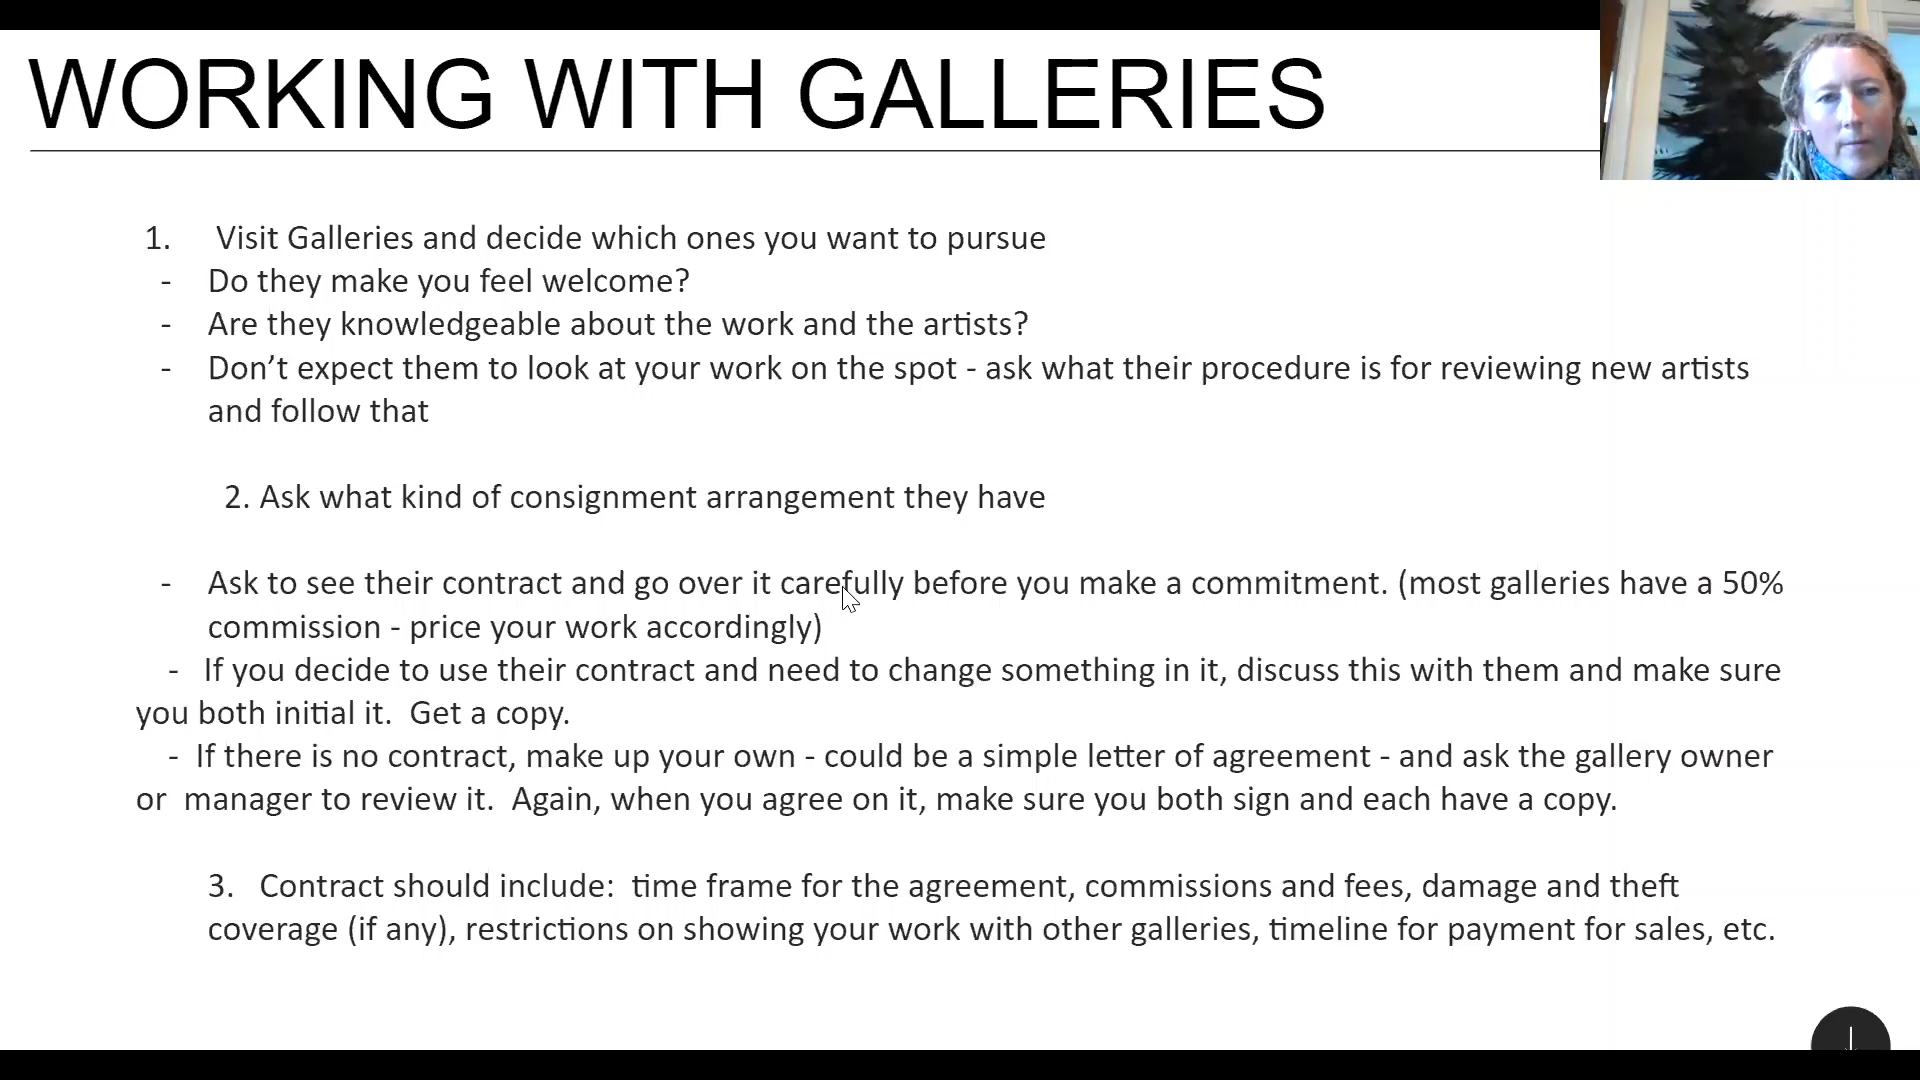 WORKING WITH GALLERIES
1. Visit Galleries and decide which ones you want to pursue
- Do they make you feel welcome?
- Are they knowledgeable about the work and the artists?
- Don’t expect them to look at your work on the spot - ask what their procedure is for reviewing new artists
and follow that
2. Ask what kind of consignment arrangement they have
- Ask to see their contract and go over it carefully before you make a commitment. (most galleries have a 50%
commission - price your work accordingly)
- If you decide to use their contract and need to change something in it, discuss this with them and make sure
you both initial it. Get a copy.
- If there is no contract, make up your own - could be a simple letter of agreement - and ask the gallery owner
or manager to review it. Again, when you agree on it, make sure you both sign and each have a copy.
3. Contract should include: time frame for the agreement, commissions and fees, damage and theft
coverage (if any), restrictions on showing your work with other galleries, timeline for payment for sales, etc.